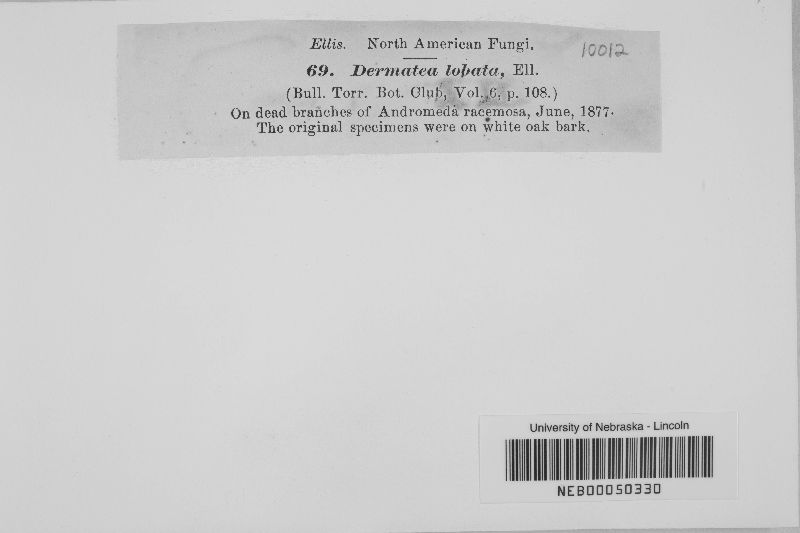 Ellis. North American Fungi. 10012
69. Dermatea lobata, Ell.
(Bull. Torr. Bot. Club, Vol. 6, p. 108.)
On dead branches of Andromeda racemosa, June, 1877.
The original specimens were on white oak bark.
University of Nebraska - Lincoln
NEB00050330